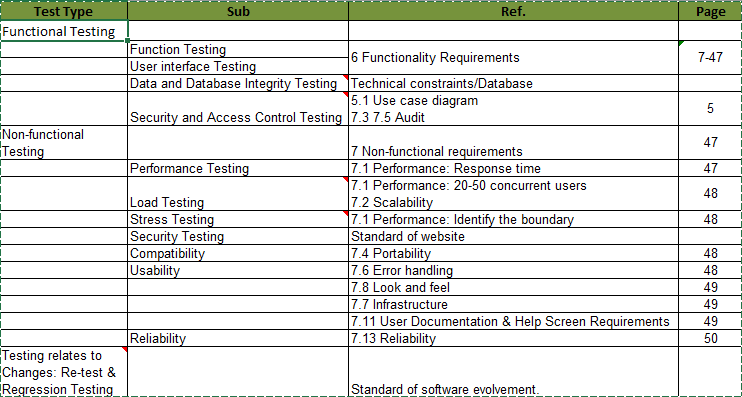 Test Type Sub Ref. Page
Functional Testing
Function Testing
6 Functionality Requirements 7-47
User interface Testing
Data and Database Integrity Testing Technical constraints/Database
5.1 Use case diagram
Security and Access Control Testing 7.3 7.5 Audit 5
Non-functional
Testing 7 Non-functional requirements 47
Performance Testing 7.1 Performance: Response time 47
7.1 Performance: 20-50 concurrent users
Load Testing 7.2 Scalability 48
Stress Testing 7.1 Performance: Identify the boundary 48
Security Testing Standard of website
Compatibility 7.4 Portability 48
Usability 7.6 Error handling 48
7.8 Look and feel 49
7.7 Infrastructure 49
7.11 User Documentation & Help Screen Requirements 49
Reliability 7.13 Reliability 50
Testing relates to
Changes: Re-test &
Regression Testing Standard of software evolvement.